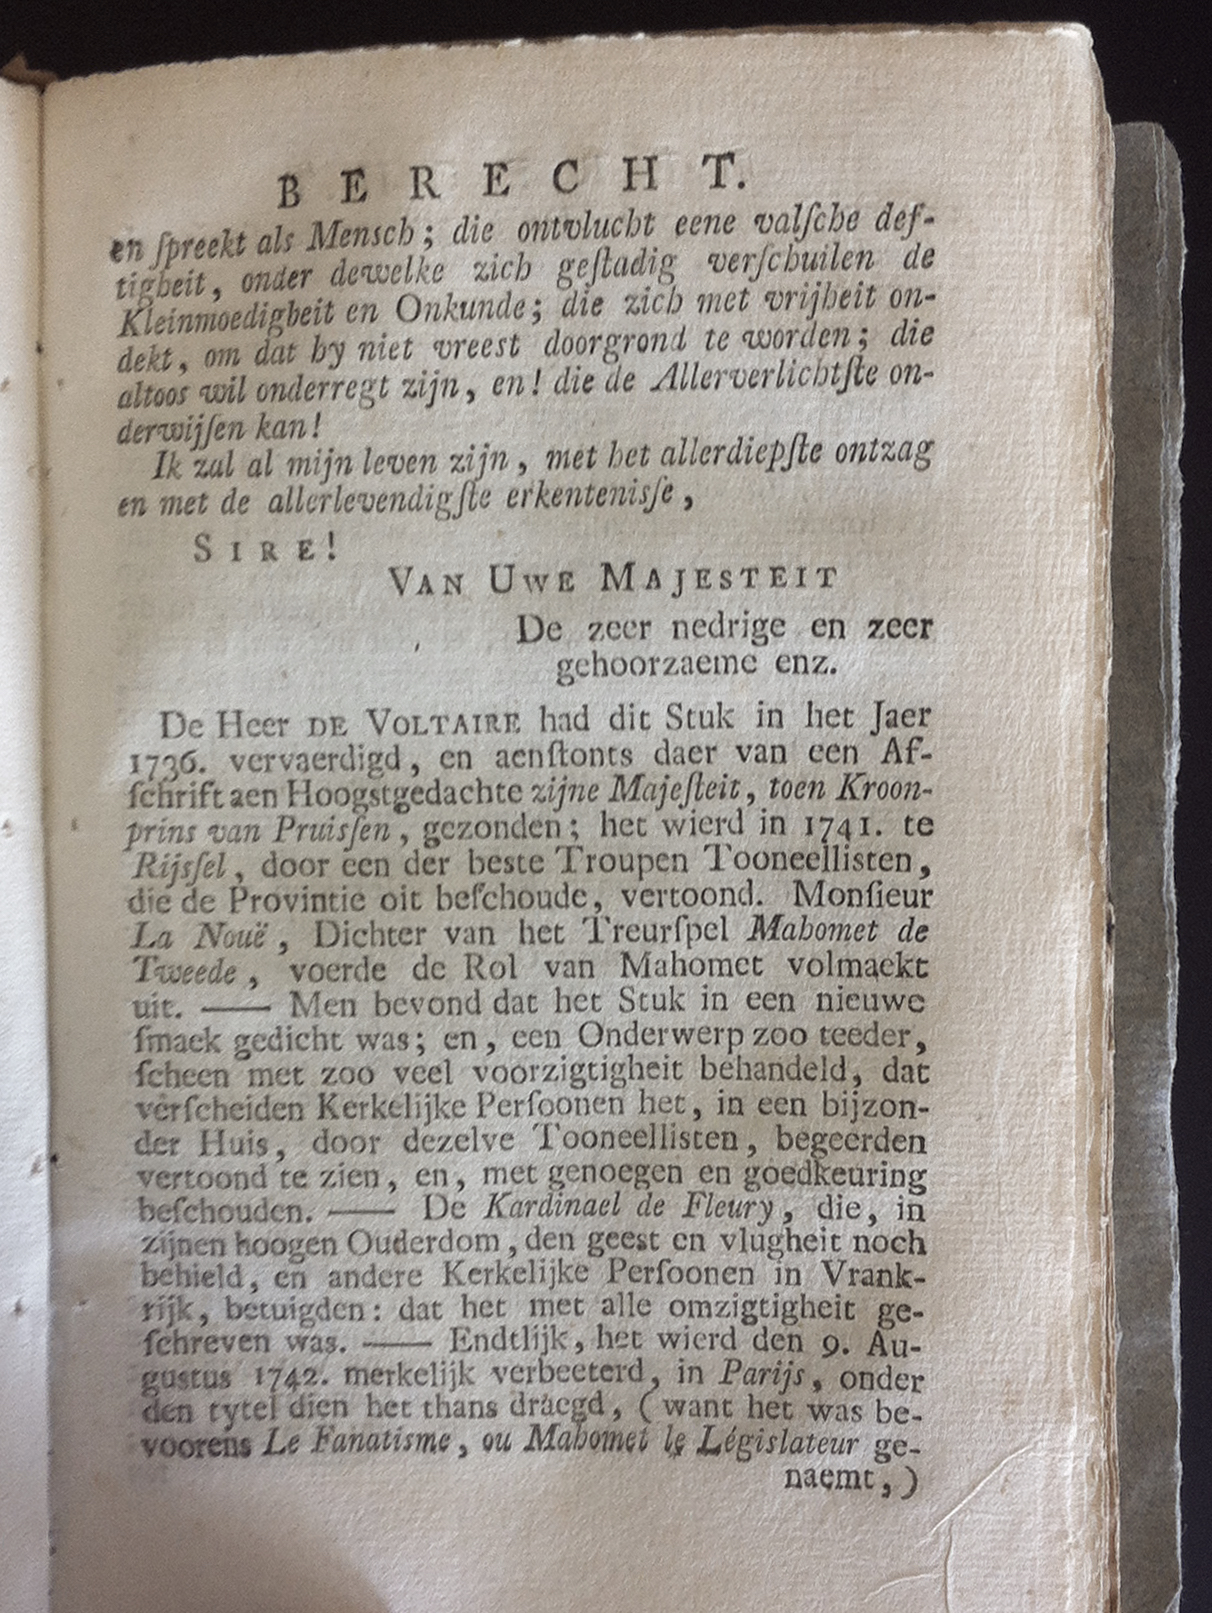 BERECHT.
en ſpreekt als Mensch; die ontvlucht eene valſche def-
tigheit, onder dewelke zich geſtadig verſchuilen de
Kleinmoedigheit en Onkunde; die zich met vrijheit on-
dekt, om dat hy niet vreest doorgrond te worden; die
altoos wil onderregt zijn, en! die de Allerverlichtſte on-
derwijſen kan!
Ik zal al mijn leven zijn, met het allerdiepſte ontzag
en met de allerlevendigſte erkentenisſe,
SIRE!
VAN UWE MAJESTEIT
De zeer nedrige en zeer
gehoorzaeme enz.
De Heer DE VOLTAIRE had dit Stuk in het Jaer
1736. vervaerdigd, en aenſtonts daer van een Af-
ſchrift aen Hoogstgedachte zijne Majeſteit, toen Kroon-
prins van Pruisſen, gezonden; het wierd in 1741. te
Rijsſel, door een der beste Troupen Tooneellisten,
die de Provintie oit beſchoude, vertoond. Monſieur
La Nouë, Dichter van het Treurſpel Mahomet de
Tweede, voerde de Rol van Mahomet volmaekt
uit. —— Men bevond dat het Stuk in een nieuwe
ſmaek gedicht was; en, een Onderwerp zoo teeder,
ſcheen met zoo veel voorzigtigheit behandeld, dat
verſcheiden Kerkelijke Perſoonen het, in een bijzon-
der Huis, door dezelve Tooneellisten, begeerden
vertoond te zien, en, met genoegen en goedkeuring
beſchouden. —— De Kardinael de Fleury, die, in
zijnen hoogen Ouderdom, den geest en vlugheit noch
behield, en andere Kerkelijke Perſoonen in Vrank-
rijk, betuigden: dat het met alle omzigtigheit ge-
ſchreven was. —— Endtlijk, het wierd den 9. Au-
gustus 1742. merkelijk verbeeterd, in Parijs, onder
den tytel dien het thans draegd, (want het was be-
voorens Le Fanatisme, ou Mahomet le Législateur ge-
naemt,)